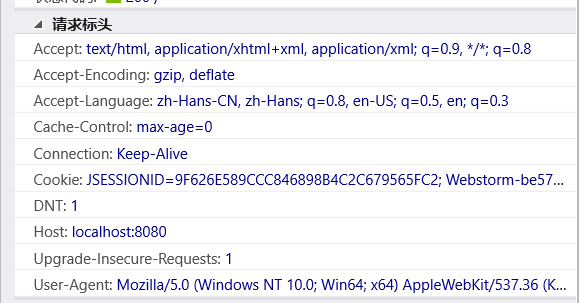 请求标头
Accept: text/html, application/xhtml+xml, application/xml; q=0.9, */*; q=0.8
Accept-Encoding: gzip, deflate
Accept-Language: zh-Hans-CN, zh-Hans; q=0.8, en-US; q=0.5, en; q=0.3
Cache-Control: max-age=0
Connection: Keep-Alive
Cookie: JSESSIONID=9F626E589CCC846898B4C2C679565FC2; Webstorm-be57...
DNT: 1
Host: localhost:8080
Upgrade-Insecure-Requests: 1
User-Agent: Mozilla/5.0 (Windows NT 10.0; Win64; x64) AppleWebKit/537.36 (K...